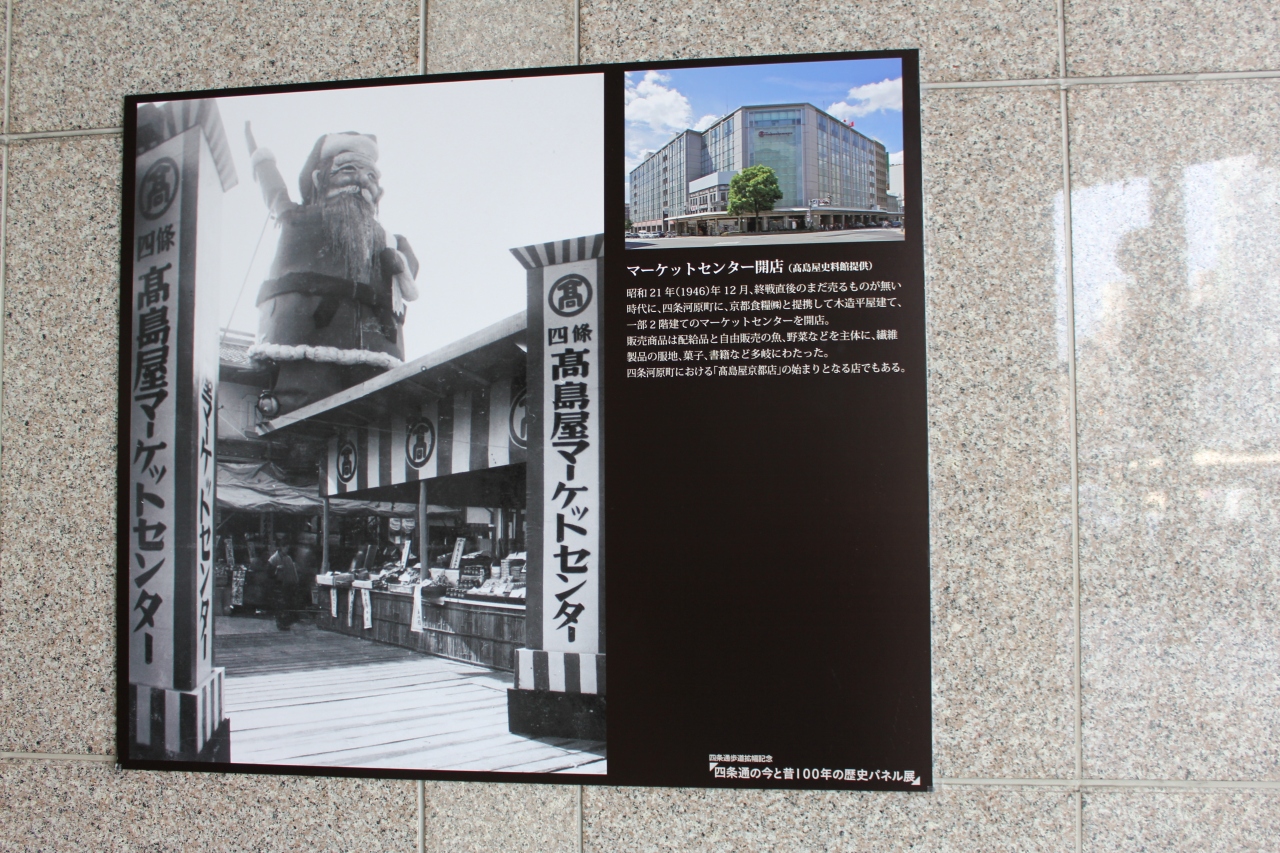 髙
四條
髙島屋マーケットセンター
マーケットセンター
髙
四條
髙島屋マーケットセンター
髙
髙
マーケットセンター開店（髙島屋史料館提供）
昭和21年（1946）年12月、終戦直後のまだ売るものが無い
時代に、四条河原町に、京都食糧㈱と提携して木造平屋建て、
一部2階建てのマーケットセンターを開店。
販売商品は配給品と自由販売の魚、野菜などを主体に、繊維
製品の服地、菓子、書籍など多岐にわたった。
四条河原町における「髙島屋京都店」の始まりとなる店でもある。
四条通歩道拡幅記念
「四条通の今と昔100年の歴史パネル展」